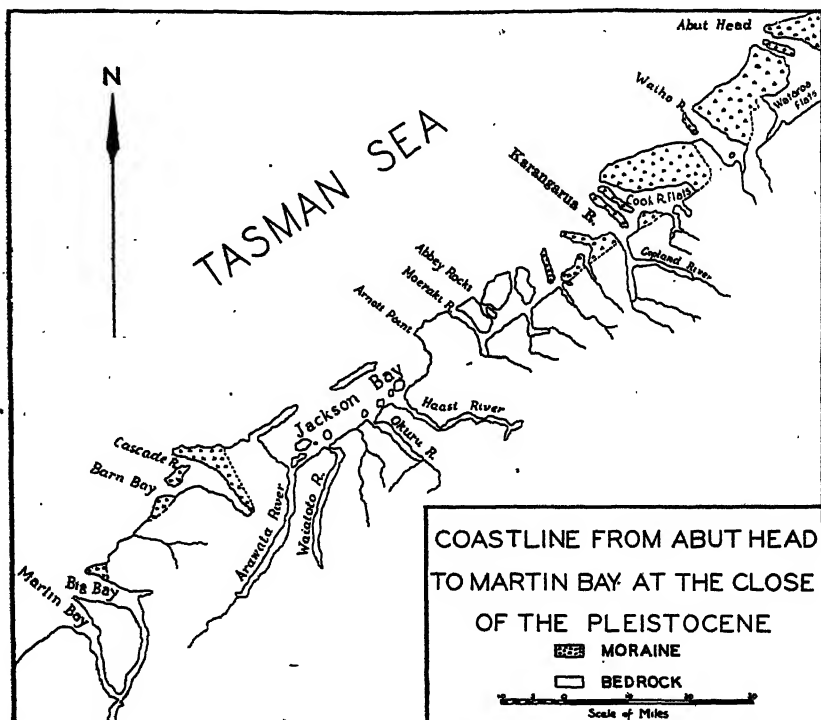 Abut Head
N
Waiho R.
Wataroa Flats
TASMAN SEA
Karangarua R.
Cook R. Flats
Copland River
Abbey Rocks
Moeraki R.
Arnott Point
Jackson Bay
Haast River
Okuru R.
Cascade R.
Barn Bay
Arawata River
Waiatoto R.
Big Bay
Martin Bay
COASTLINE FROM ABUT HEAD
TO MARTIN BAY AT THE CLOSE
OF THE PLEISTOCENE
MORAINE
BEDROCK
Scale of Miles